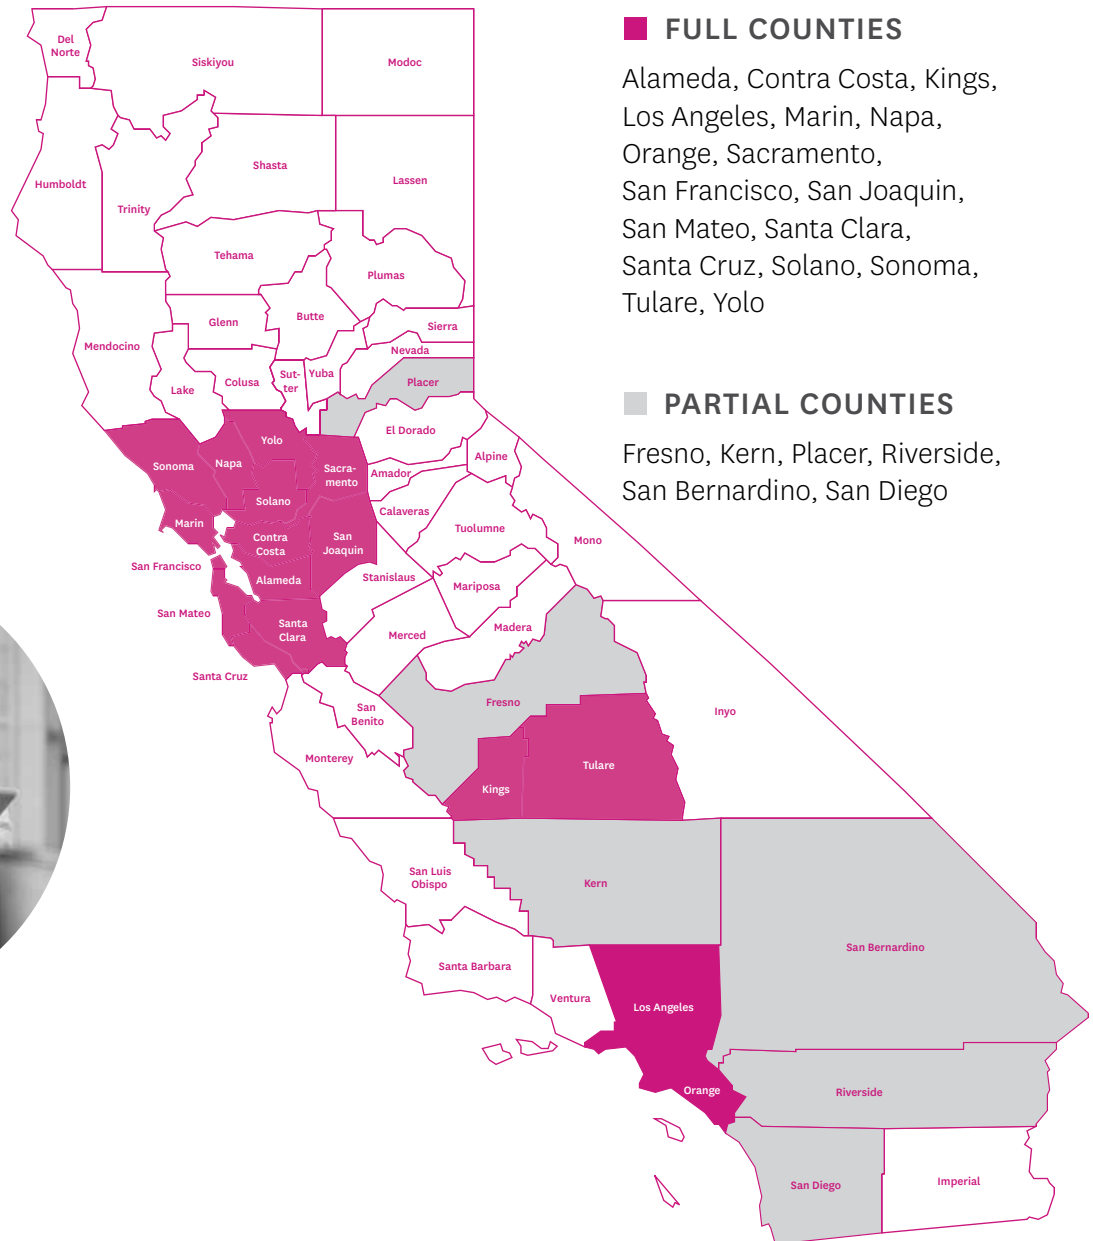 FULL COUNTIES
Alameda, Contra Costa, Kings,
Los Angeles, Marin, Napa,
Orange, Sacramento,
San Francisco, San Joaquin,
San Mateo, Santa Clara,
Santa Cruz, Solano, Sonoma,
Tulare, Yolo
PARTIAL COUNTIES
Fresno, Kern, Placer, Riverside,
San Bernardino, San Diego
Del
Norte
Siskiyou
Modoc
Humboldt
Trinity
Shasta
Lassen
Tehama
Plumas
Mendocino
Glenn
Butte
Sierra
Nevada
Lake
Colusa
Sut-
ter
Yuba
Placer
El Dorado
Sonoma
Napa
Yolo
Sacra-
mento
Amador
Alpine
Solano
Calaveras
Marin
Contra
Costa
San
Joaquin
Tuolumne
Mono
San Francisco
Alameda
Stanislaus
Mariposa
San Mateo
Santa
Clara
Merced
Madera
Santa Cruz
San
Benito
Fresno
Inyo
Monterey
Kings
Tulare
San Luis
Obispo
Kern
San Bernardino
Santa Barbara
Ventura
Los Angeles
Orange
Riverside
San Diego
Imperial